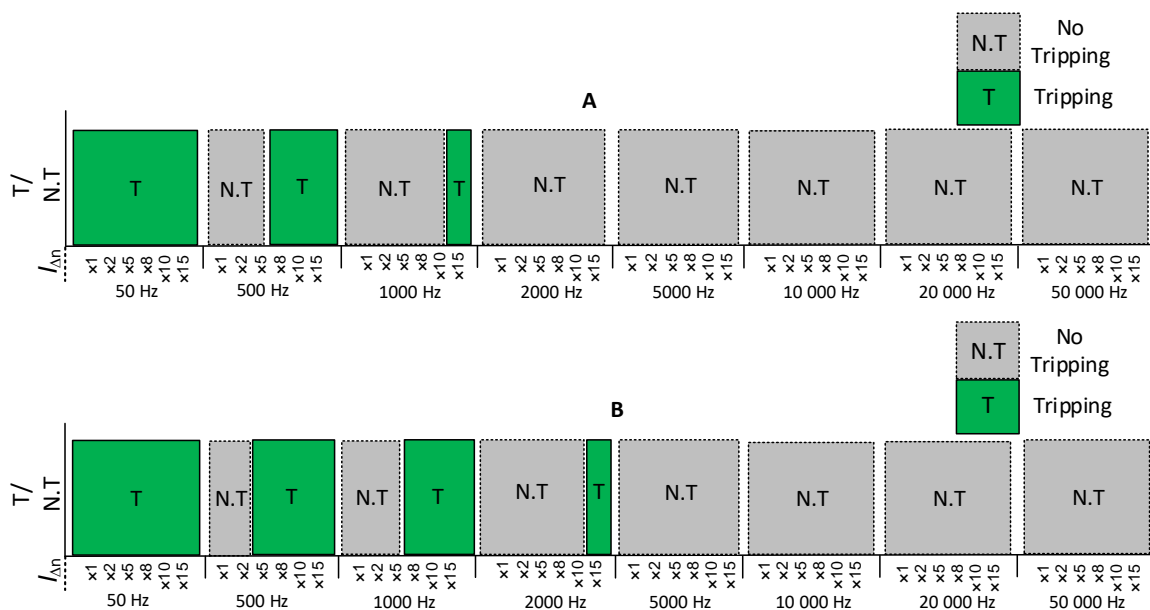 N.T No Tripping
T Tripping
A
T/
N.T
T N.T T N.T T N.T N.T N.T N.T N.T
I∆n
×1 ×2 ×5 ×8 ×10 ×15 ×1 ×2 ×5 ×8 ×10 ×15 ×1 ×2 ×5 ×8 ×10 ×15 ×1 ×2 ×5 ×8 ×10 ×15 ×1 ×2 ×5 ×8 ×10 ×15 ×1 ×2 ×5 ×8 ×10 ×15 ×1 ×2 ×5 ×8 ×10 ×15 ×1 ×2 ×5 ×8 ×10 ×15
50 Hz 500 Hz 1000 Hz 2000 Hz 5000 Hz 10 000 Hz 20 000 Hz 50 000 Hz
N.T No Tripping
T Tripping
B
T/
N.T
T N.T T N.T T N.T T N.T N.T N.T N.T
I∆n
×1 ×2 ×5 ×8 ×10 ×15 ×1 ×2 ×5 ×8 ×10 ×15 ×1 ×2 ×5 ×8 ×10 ×15 ×1 ×2 ×5 ×8 ×10 ×15 ×1 ×2 ×5 ×8 ×10 ×15 ×1 ×2 ×5 ×8 ×10 ×15 ×1 ×2 ×5 ×8 ×10 ×15 ×1 ×2 ×5 ×8 ×10 ×15
50 Hz 500 Hz 1000 Hz 2000 Hz 5000 Hz 10 000 Hz 20 000 Hz 50 000 Hz